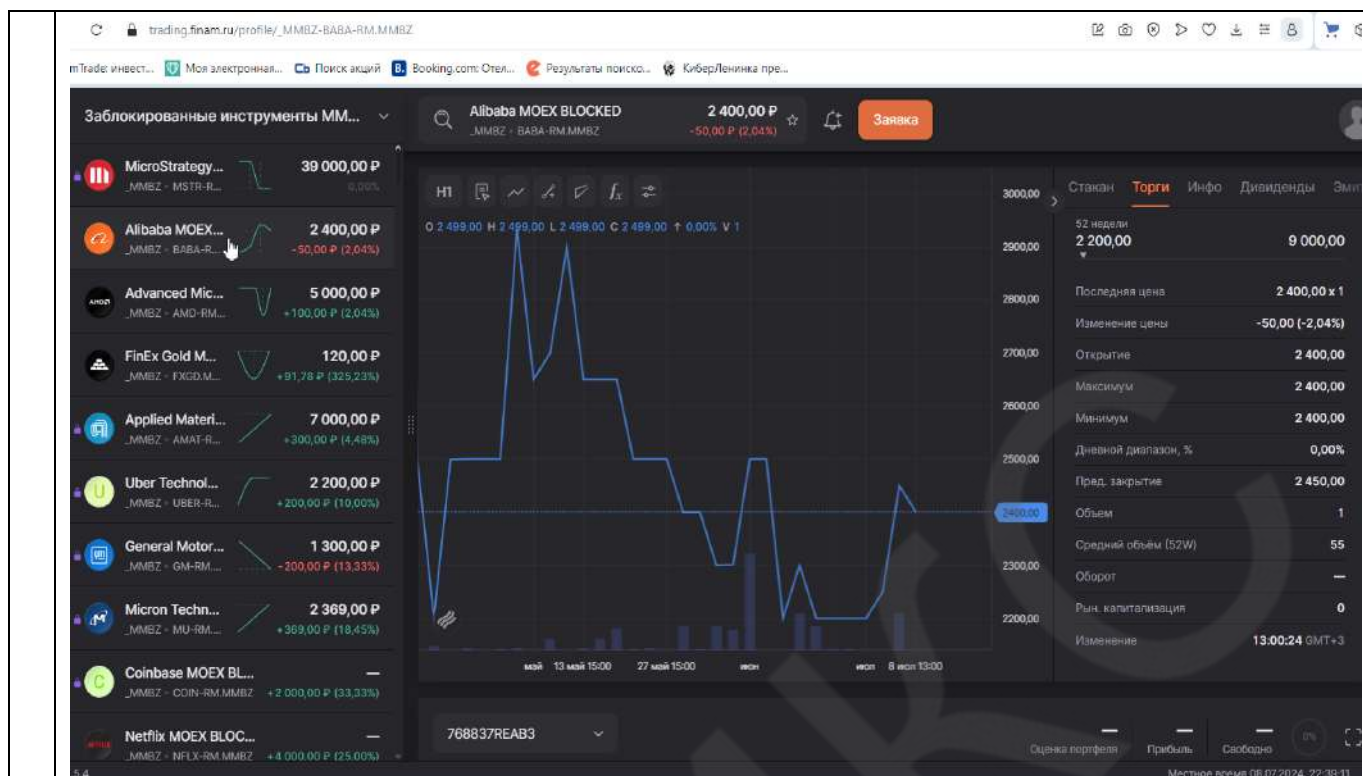 trading.finam.ru/profile/_MMBZ-BABA-RM.MMBZ
mTrade: инвест... Моя электронная... Поиск акций Booking.com: Отел... Результаты поиско... КиберЛенинка пре...
Заблокированные инструменты MM...
Alibaba MOEX BLOCKED 2 400,00 ₽
_MMBZ · BABA-RM.MMBZ -50,00 ₽ (2,04%)
Заявка
MicroStrategy... 39 000,00 ₽
_MMBZ · MSTR-R... 0,00%
Alibaba MOEX... 2 400,00 ₽
_MMBZ · BABA-R... -50,00 ₽ (2,04%)
Advanced Mic... 5 000,00 ₽
_MMBZ · AMD-RM... +100,00 ₽ (2,04%)
FinEx Gold M... 120,00 ₽
_MMBZ · FXGD.M... +91,78 ₽ (325,23%)
Applied Materi... 7 000,00 ₽
_MMBZ · AMAT-R... +300,00 ₽ (4,48%)
Uber Technol... 2 200,00 ₽
_MMBZ · UBER-R... +200,00 ₽ (10,00%)
General Motor... 1 300,00 ₽
_MMBZ · GM-RM.... -200,00 ₽ (13,33%)
Micron Techn... 2 369,00 ₽
_MMBZ · MU-RM.... +369,00 ₽ (18,45%)
Coinbase MOEX BL... —
_MMBZ · COIN-RM.MMBZ +2 000,00 ₽ (33,33%)
Netflix MOEX BLOC... —
_MMBZ · NFLX-RM.MMBZ +4 000,00 ₽ (25,00%)
5.4
H1
O 2 499,00 H 2 499,00 L 2 499,00 C 2 499,00 ↑ 0,00% V 1
3000,00
2900,00
2800,00
2700,00
2600,00
2500,00
2400,00
2300,00
2200,00
май 13 май 15:00 27 май 15:00 июн июл 8 июл 13:00
Стакан Торги Инфо Дивиденды Эмит
52 недели
2 200,00 9 000,00
Последняя цена 2 400,00 x 1
Изменение цены -50,00 (-2,04%)
Открытие 2 400,00
Максимум 2 400,00
Минимум 2 400,00
Дневной диапазон, % 0,00%
Пред. закрытие 2 450,00
Объем 1
Средний объём (52W) 55
Оборот —
Рын. капитализация 0
Изменение 13:00:24 GMT+3
768837REAB3
— — — 0%
Оценка портфеля Прибыль Свободно
Местное время 08.07.2024, 22:39:11